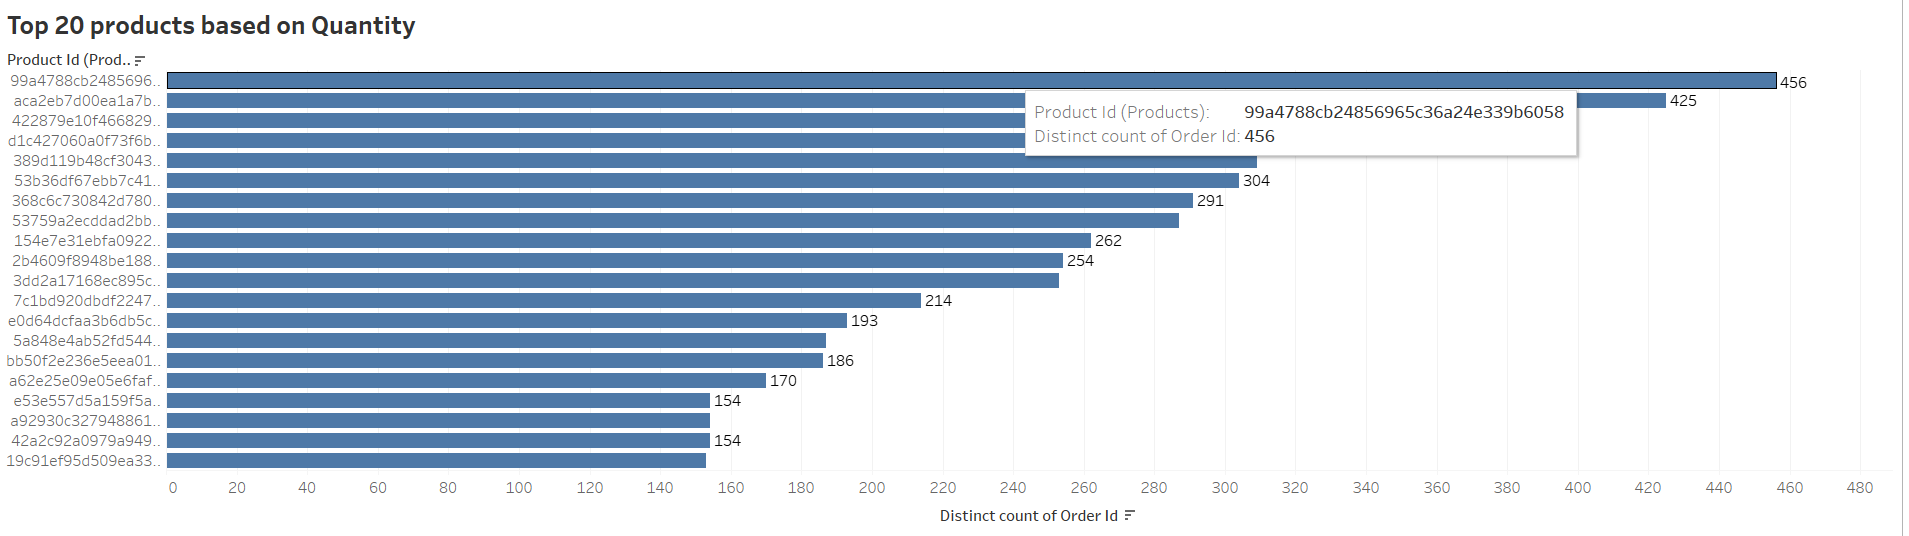 Top 20 products based on Quantity
Product Id (Prod..
99a4788cb2485696.. 456
aca2eb7d00ea1a7b.. 425
Product Id (Products): 99a4788cb24856965c36a24e339b6058
422879e10f466829..
Distinct count of Order Id: 456
d1c427060a0f73f6b..
389d119b48cf3043..
53b36df67ebb7c41.. 304
368c6c730842d780.. 291
53759a2ecddad2bb..
154e7e31ebfa0922.. 262
2b4609f8948be188.. 254
3dd2a17168ec895c..
7c1bd920dbdf2247.. 214
e0d64dcfaa3b6db5c.. 193
5a848e4ab52fd544..
bb50f2e236e5eea01.. 186
a62e25e09e05e6faf.. 170
e53e557d5a159f5a.. 154
a92930c327948861..
42a2c92a0979a949.. 154
19c91ef95d509ea33..
0 20 40 60 80 100 120 140 160 180 200 220 240 260 280 300 320 340 360 380 400 420 440 460 480
Distinct count of Order Id